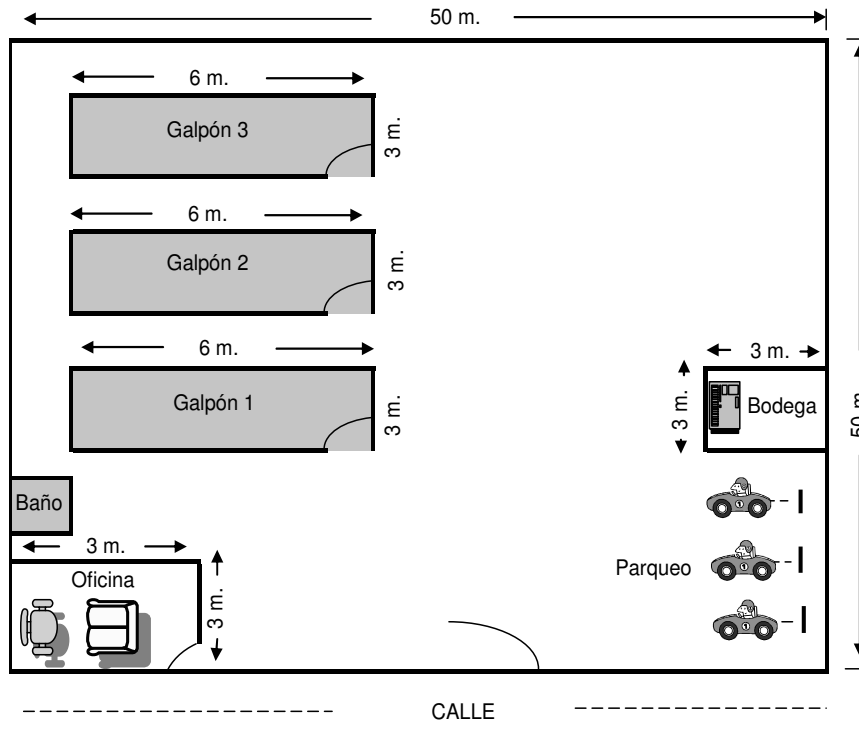 50 m.
6 m.
Galpón 3
3 m.
6 m.
Galpón 2
3 m.
6 m.
3 m.
Galpón 1
3 m.
3 m.
Bodega
50 m
Baño
3 m.
Parqueo
Oficina
3 m.
CALLE